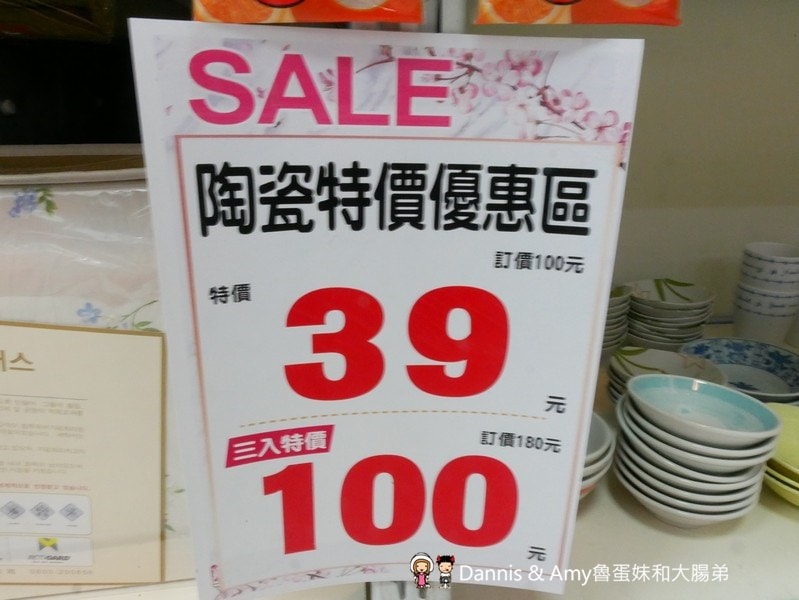 SALE
陶瓷特價優惠區
訂價100元
特價
39
元
三入特價
訂價180元
100
元
Dannis & Amy魯蛋妹和大腸弟